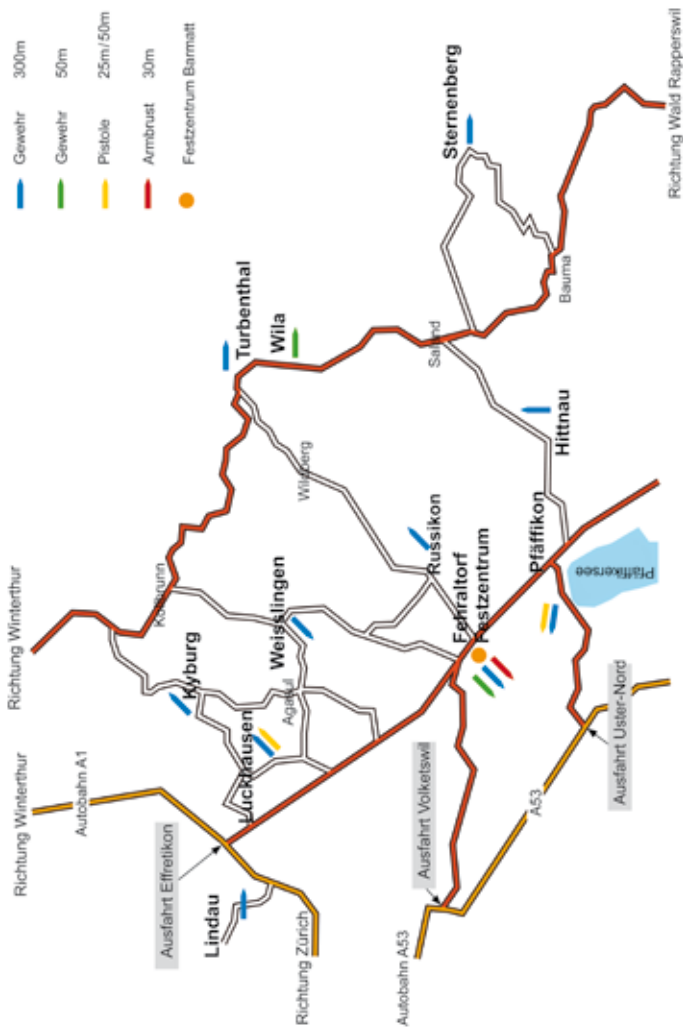 Gewehr 300m
Gewehr 50m
Pistole 25m/50m
Armbrust 30m
Festzentrum Barmatt
Richtung Winterthur
Richtung Winterthur
Autobahn A1
Ausfahrt Effretikon
Lindau
Richtung Zürich
Kollbrunn
Kyburg
Luckhausen
Agasul
Weisslingen
Turbenthal
Wila
Wildberg
Russikon
Fehraltorf
Festzentrum
Pfäffikon
Pfäffikersee
Hittnau
Saland
Sternenberg
Bauma
Richtung Wald Rapperswil
Ausfahrt Volketswil
Autobahn A53
A53
Ausfahrt Uster-Nord